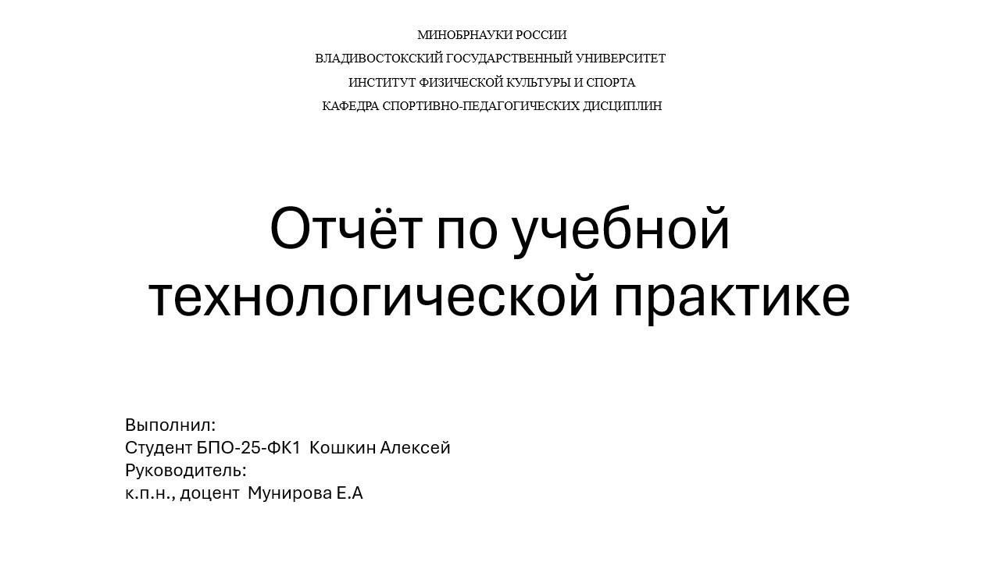 МИНОБРНАУКИ РОССИИ
ВЛАДИВОСТОКСКИЙ ГОСУДАРСТВЕННЫЙ УНИВЕРСИТЕТ
ИНСТИТУТ ФИЗИЧЕСКОЙ КУЛЬТУРЫ И СПОРТА
КАФЕДРА СПОРТИВНО-ПЕДАГОГИЧЕСКИХ ДИСЦИПЛИН
Отчёт по учебной
технологической практике
Выполнил:
Студент БПО-25-ФК1  Кошкин Алексей
Руководитель:
к.п.н., доцент  Мунирова Е.А